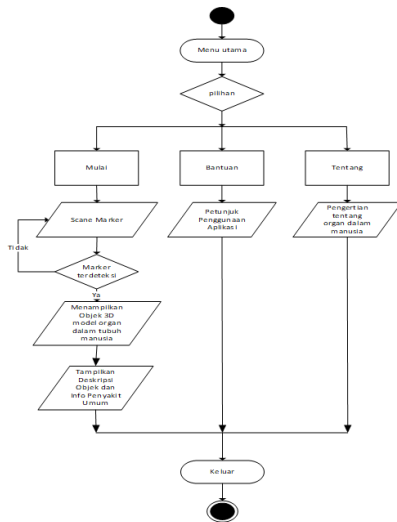 Menu utama
pilihan
Mulai
Bantuan
Tentang
Scane Marker
Petunjuk
Penggunaan
Aplikasi
Pengertian
tentang
organ dalam
manusia
Tidak
Marker
terdeteksi
Ya
Menampilkan
Objek 3D
model organ
dalam tubuh
manusia
Tampilkan
Deskripsi
Objek dan
Info Penyakit
Umum
Keluar